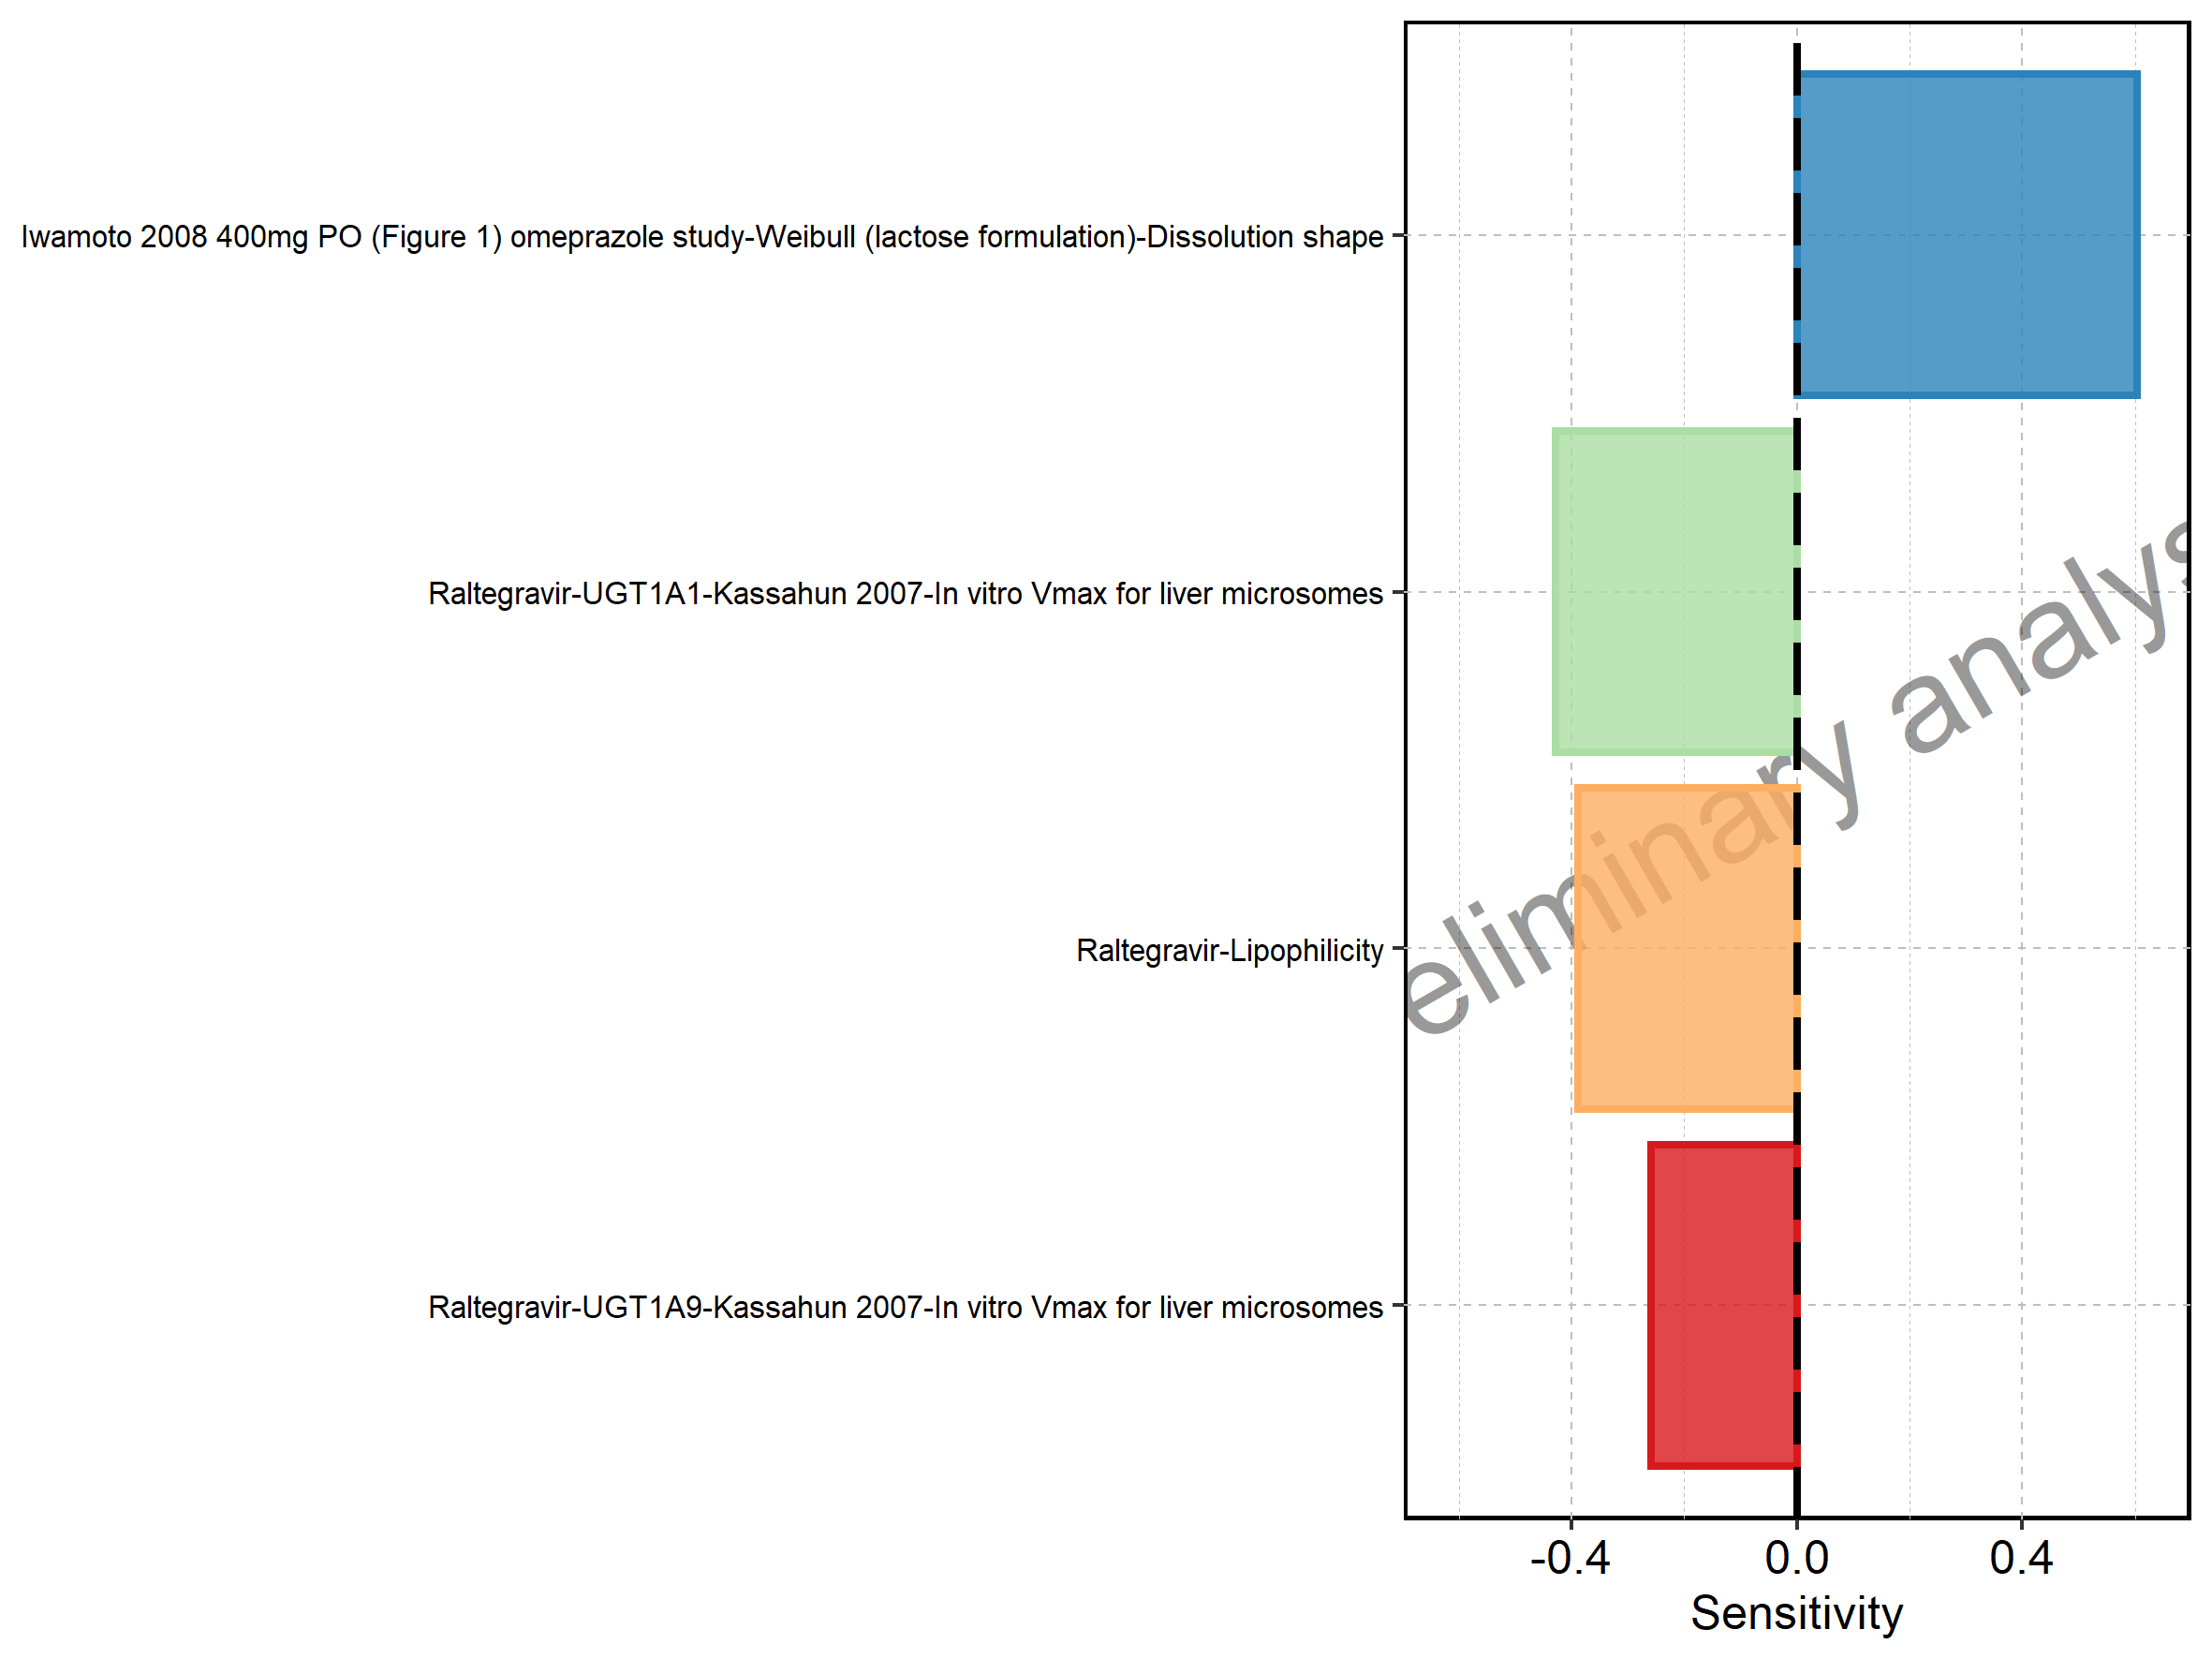 Iwamoto 2008 400mg PO (Figure 1) omeprazole study-Weibull (lactose formulation)-Dissolution shape
Raltegravir-UGT1A1-Kassahun 2007-In vitro Vmax for liver microsomes
Raltegravir-Lipophilicity
Raltegravir-UGT1A9-Kassahun 2007-In vitro Vmax for liver microsomes
eliminary analys
-0.4 0.0 0.4
Sensitivity